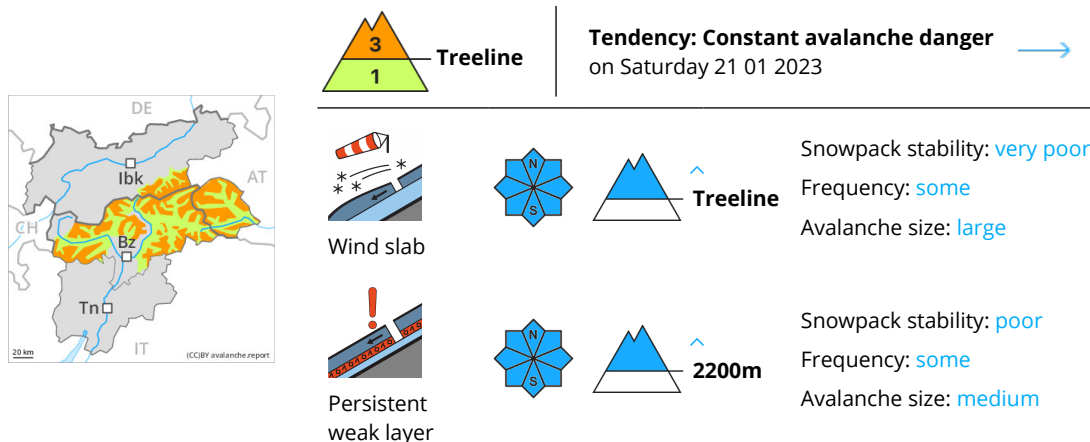 3
Treeline
1
Tendency: Constant avalanche danger
on Saturday 21 01 2023
DE
AT
Ibk
CH
Bz
Tn
IT
20 km
(CC)BY avalanche.report
Wind slab
N
S
Treeline
Snowpack stability: very poor
Frequency: some
Avalanche size: large
Persistent
weak layer
N
S
2200m
Snowpack stability: poor
Frequency: some
Avalanche size: medium